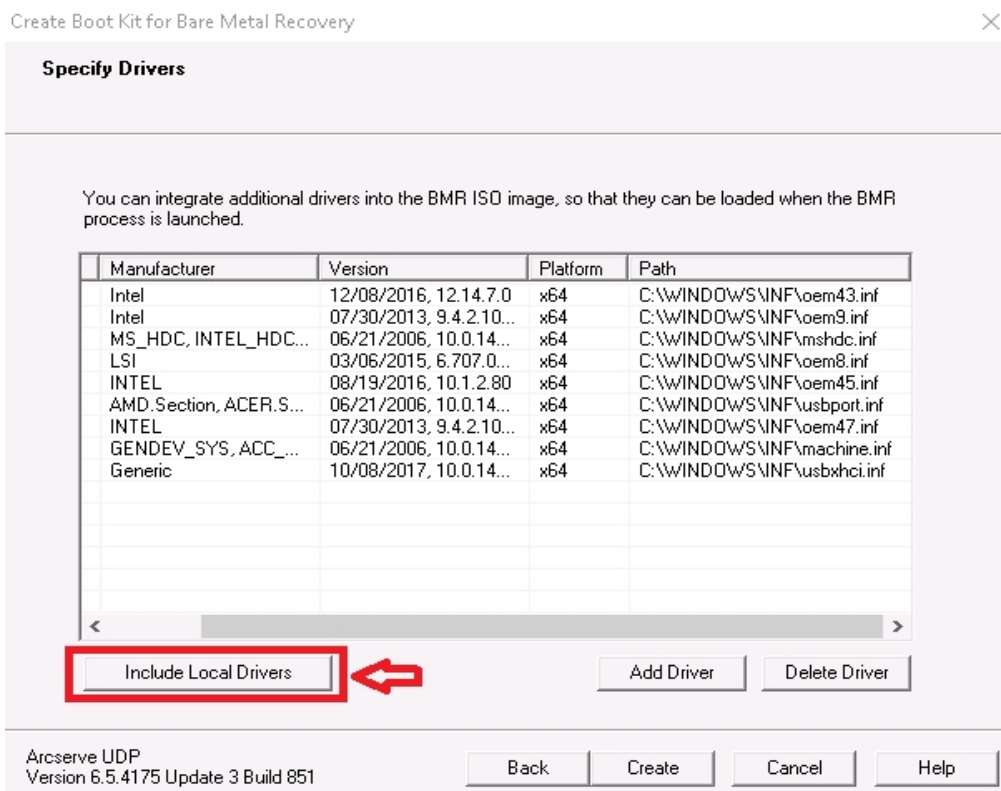 Create Boot Kit for Bare Metal Recovery
Specify Drivers
You can integrate additional drivers into the BMR ISO image, so that they can be loaded when the BMR
process is launched.
Manufacturer Version Platform Path
Intel 12/08/2016, 12.14.7.0 x64 C:\WINDOWS\INF\oem43.inf
Intel 07/30/2013, 9.4.2.10... x64 C:\WINDOWS\INF\oem9.inf
MS_HDC, INTEL_HDC... 06/21/2006, 10.0.14... x64 C:\WINDOWS\INF\mshdc.inf
LSI 03/06/2015, 6.707.0... x64 C:\WINDOWS\INF\oem8.inf
INTEL 08/19/2016, 10.1.2.80 x64 C:\WINDOWS\INF\oem45.inf
AMD.Section, ACER.S... 06/21/2006, 10.0.14... x64 C:\WINDOWS\INF\usbport.inf
INTEL 07/30/2013, 9.4.2.10... x64 C:\WINDOWS\INF\oem47.inf
GENDEV_SYS, ACC_... 06/21/2006, 10.0.14... x64 C:\WINDOWS\INF\machine.inf
Generic 10/08/2017, 10.0.14... x64 C:\WINDOWS\INF\usbxhci.inf
Include Local Drivers Add Driver Delete Driver
Arcserve UDP
Version 6.5.4175 Update 3 Build 851
Back Create Cancel Help